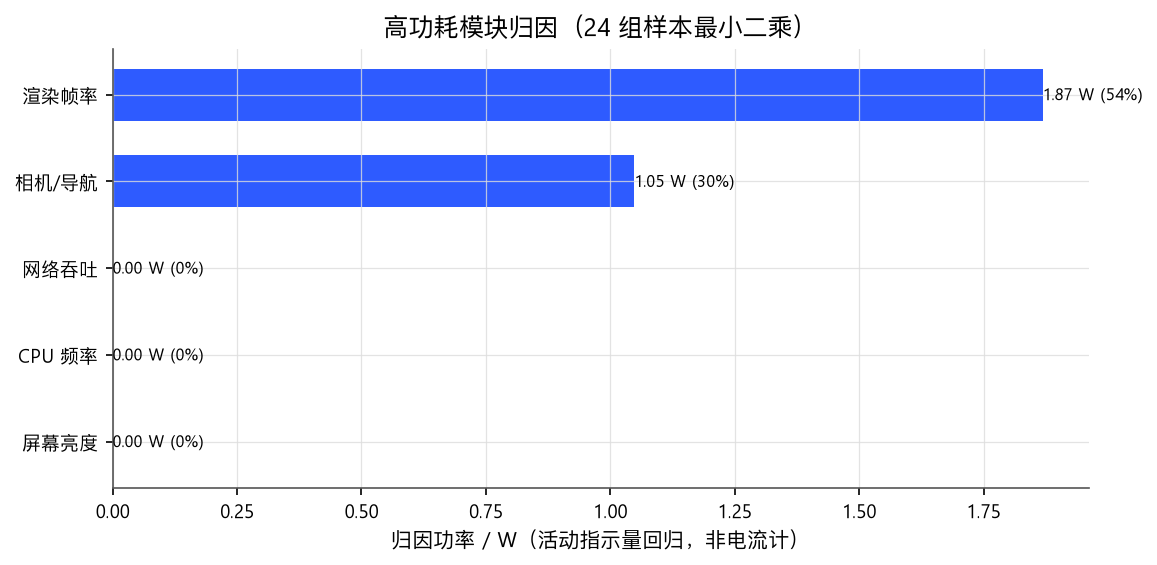 高功耗模块归因（24 组样本最小二乘）
渲染帧率
1.87 W (54%)
相机/导航
1.05 W (30%)
网络吞吐
0.00 W (0%)
CPU 频率
0.00 W (0%)
屏幕亮度
0.00 W (0%)
0.00 0.25 0.50 0.75 1.00 1.25 1.50 1.75
归因功率 / W（活动指示量回归，非电流计）